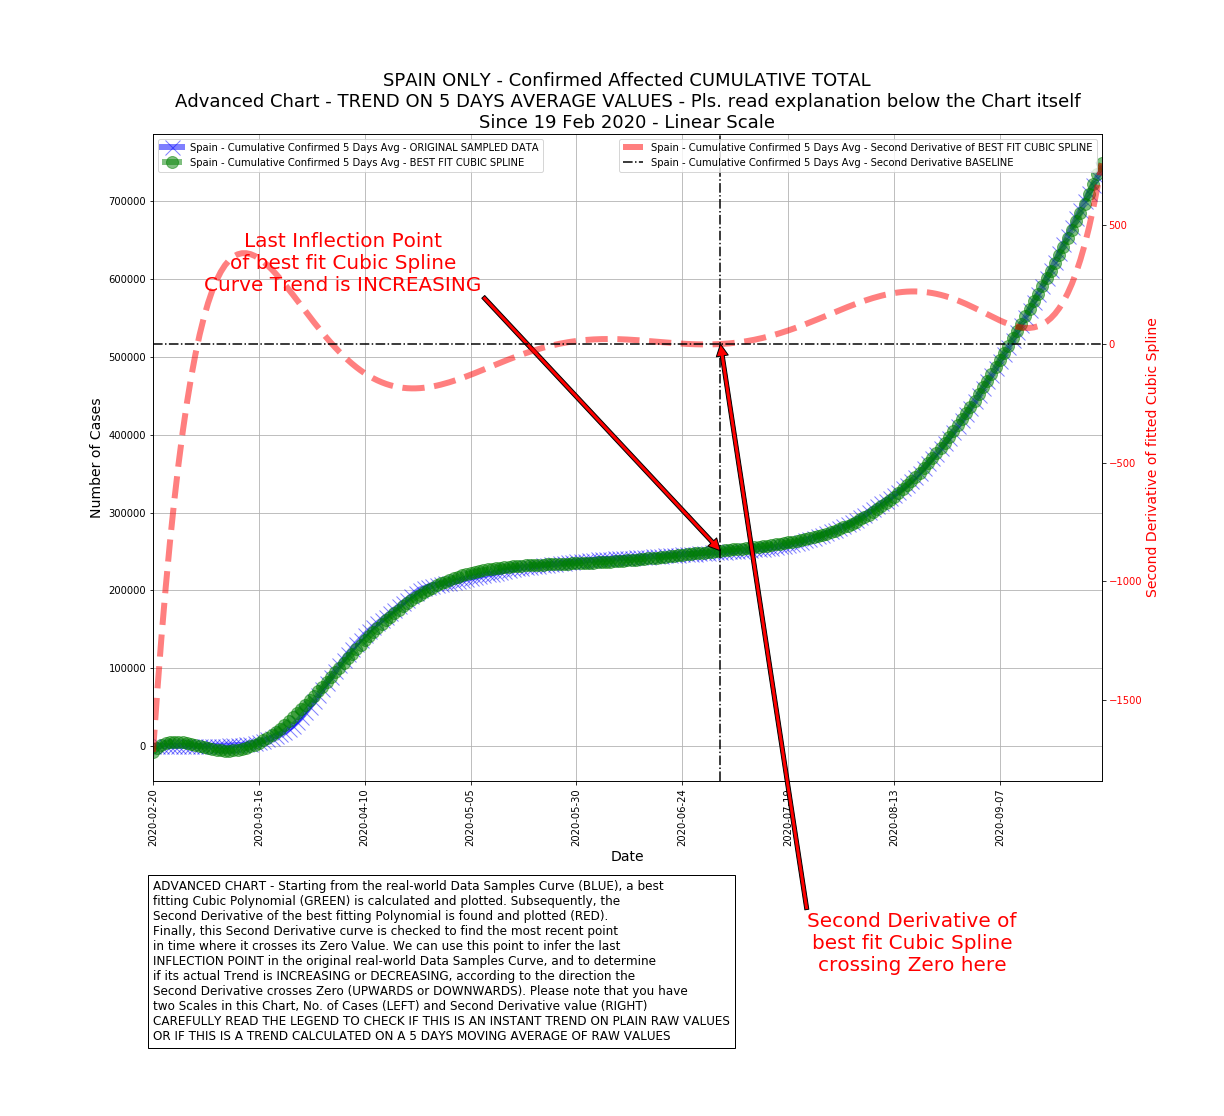 SPAIN ONLY - Confirmed Affected CUMULATIVE TOTAL
Advanced Chart - TREND ON 5 DAYS AVERAGE VALUES - Pls. read explanation below the Chart itself
Since 19 Feb 2020 - Linear Scale
Spain - Cumulative Confirmed 5 Days Avg - ORIGINAL SAMPLED DATA
Spain - Cumulative Confirmed 5 Days Avg - BEST FIT CUBIC SPLINE
Spain - Cumulative Confirmed 5 Days Avg - Second Derivative of BEST FIT CUBIC SPLINE
Spain - Cumulative Confirmed 5 Days Avg - Second Derivative BASELINE
Last Inflection Point
of best fit Cubic Spline
Curve Trend is INCREASING
Number of Cases
700000
600000
500000
400000
300000
200000
100000
0
500
0
−500
−1000
−1500
Second Derivative of fitted Cubic Spline
2020-02-20
2020-03-16
2020-04-10
2020-05-05
2020-05-30
2020-06-24
2020-07-19
2020-08-13
2020-09-07
Date
Second Derivative of
best fit Cubic Spline
crossing Zero here
ADVANCED CHART - Starting from the real-world Data Samples Curve (BLUE), a best
fitting Cubic Polynomial (GREEN) is calculated and plotted. Subsequently, the
Second Derivative of the best fitting Polynomial is found and plotted (RED).
Finally, this Second Derivative curve is checked to find the most recent point
in time where it crosses its Zero Value. We can use this point to infer the last
INFLECTION POINT in the original real-world Data Samples Curve, and to determine
if its actual Trend is INCREASING or DECREASING, according to the direction the
Second Derivative crosses Zero (UPWARDS or DOWNWARDS). Please note that you have
two Scales in this Chart, No. of Cases (LEFT) and Second Derivative value (RIGHT)
CAREFULLY READ THE LEGEND TO CHECK IF THIS IS AN INSTANT TREND ON PLAIN RAW VALUES
OR IF THIS IS A TREND CALCULATED ON A 5 DAYS MOVING AVERAGE OF RAW VALUES